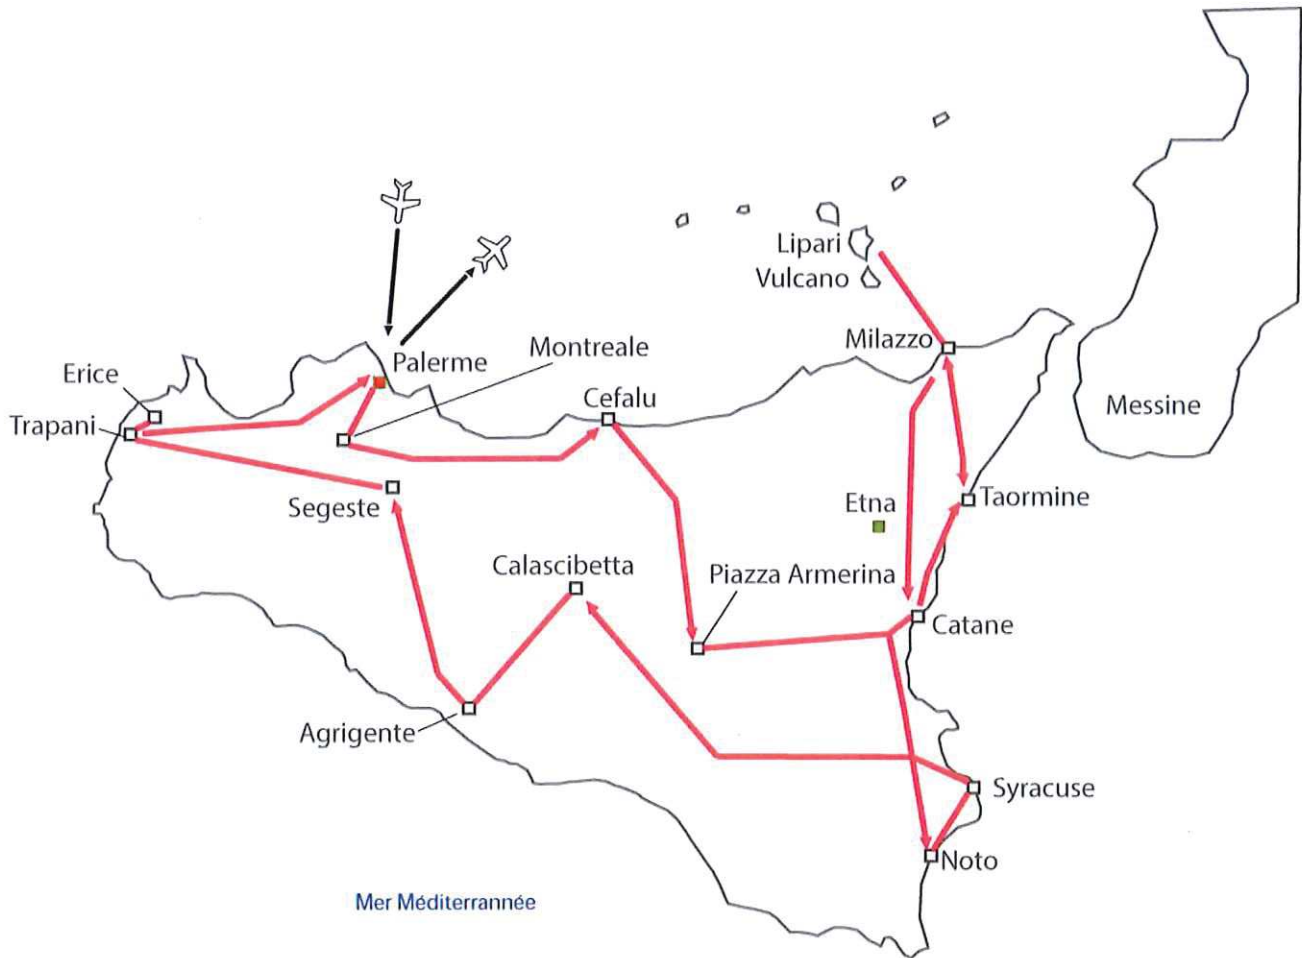 Lipari
Vulcano
Milazzo
Montreale
Palerme
Erice
Cefalu
Messine
Trapani
Segeste
Etna
Taormine
Calascibetta
Piazza Armerina
Catane
Agrigente
Syracuse
Noto
Mer Méditerrannée